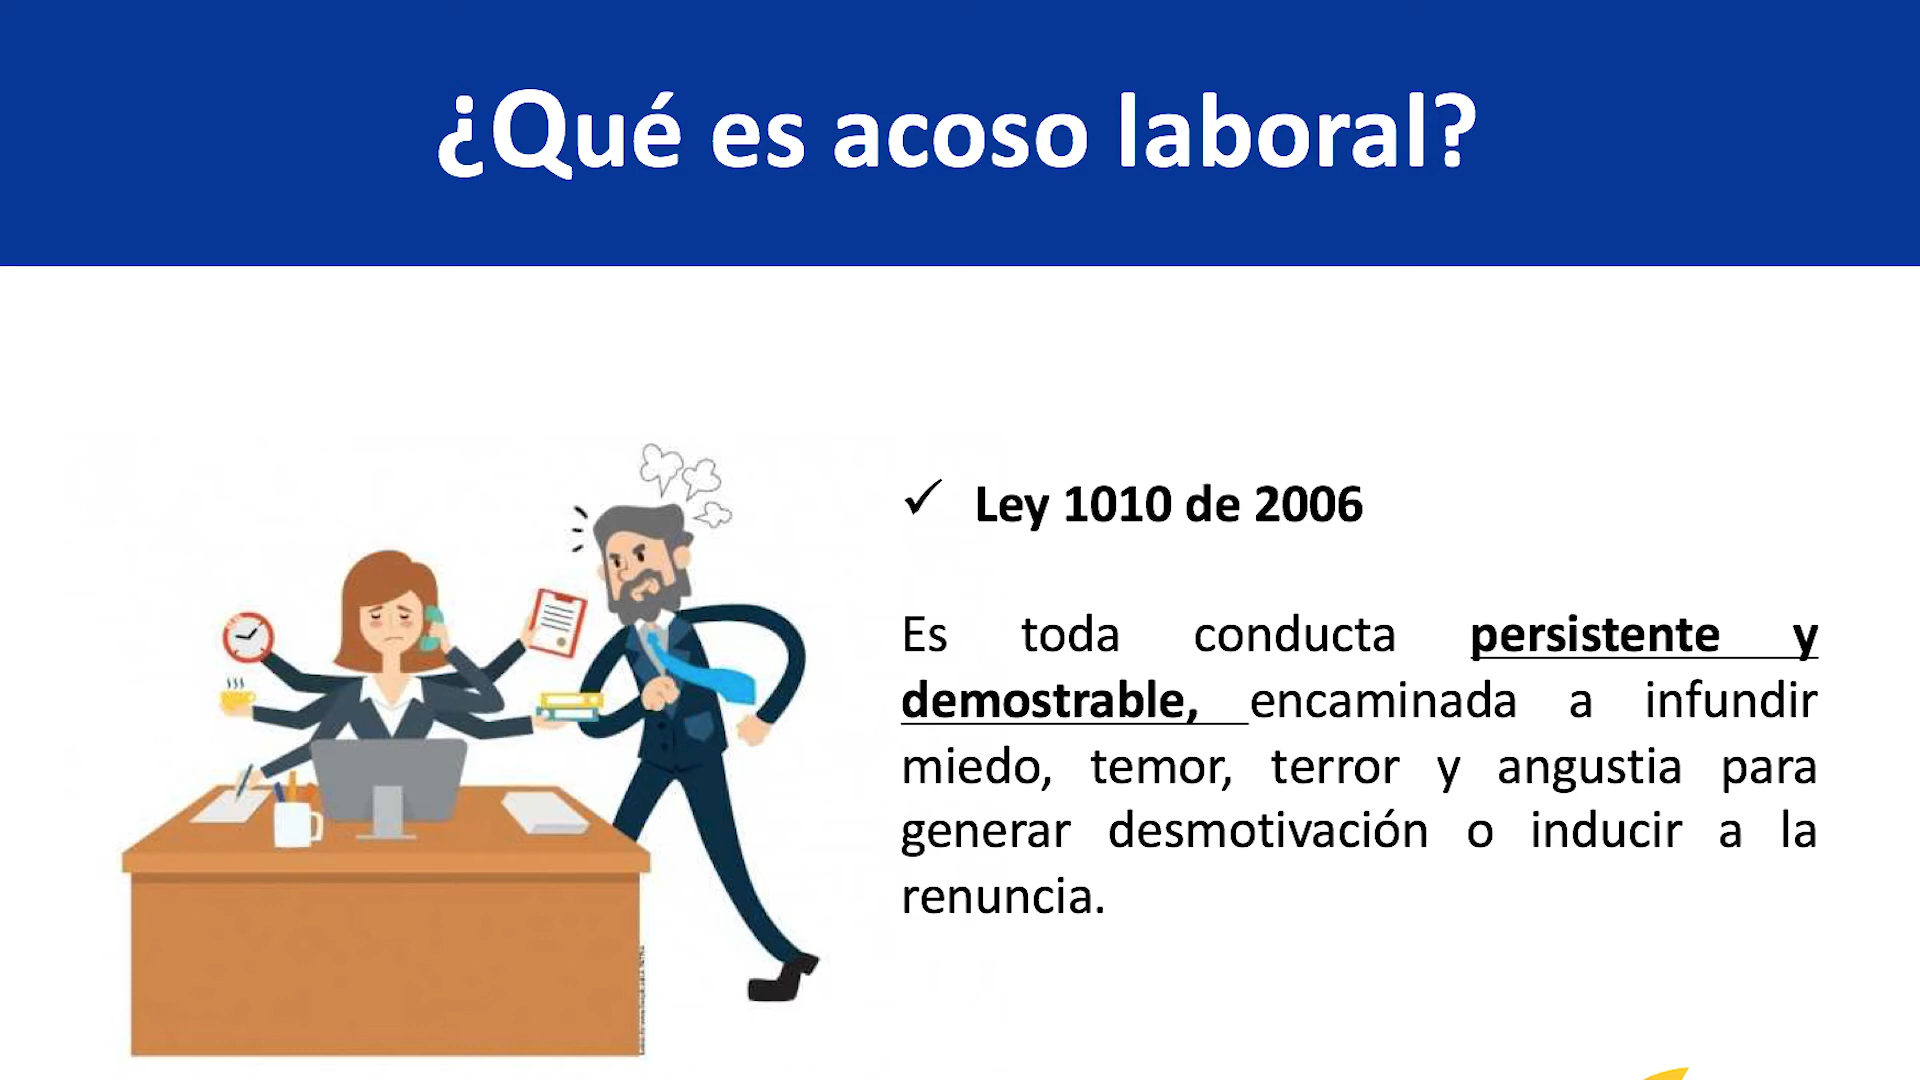 ¿Qué es acoso laboral?
✓ Ley 1010 de 2006
Es toda conducta persistente y
demostrable, encaminada a infundir
miedo, temor, terror y angustia para
generar desmotivación o inducir a la
renuncia.